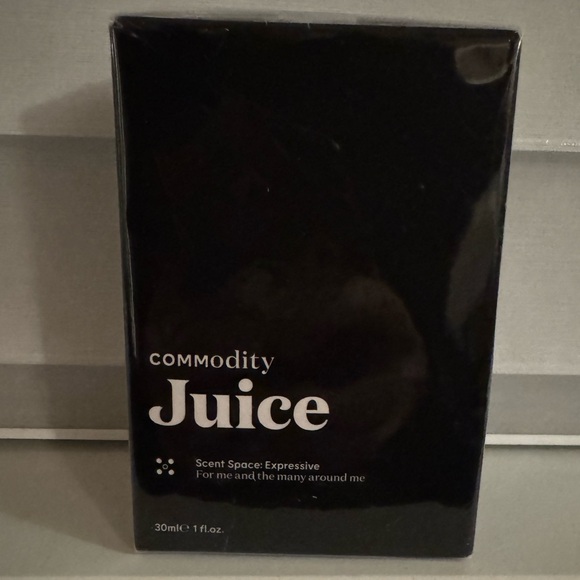 COMModity
Juice
Scent Space: Expressive
For me and the many around me
30ml℮ 1 fl.oz.